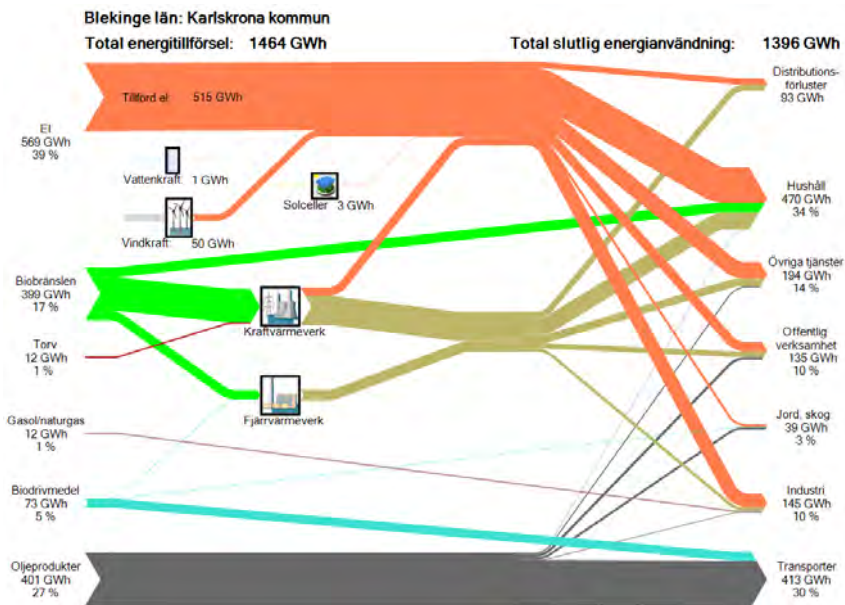 Blekinge län: Karlskrona kommun
Total energitillförsel: 1464 GWh
Total slutlig energianvändning: 1396 GWh
Tillförd el: 515 GWh
El
569 GWh
39 %
Vattenkraft: 1 GWh
Solceller 3 GWh
Vindkraft: 50 GWh
Biobränslen
399 GWh
17 %
Kraftvärmeverk
Torv
12 GWh
1 %
Fjärrvärmeverk
Gasol/naturgas
12 GWh
1 %
Biodrivmedel
73 GWh
5 %
Oljeprodukter
401 GWh
27 %
Distributions-
förluster
93 GWh
Hushåll
470 GWh
34 %
Övriga tjänster
194 GWh
14 %
Offentlig
verksamhet
135 GWh
10 %
Jord, skog
39 GWh
3 %
Industri
145 GWh
10 %
Transporter
413 GWh
30 %